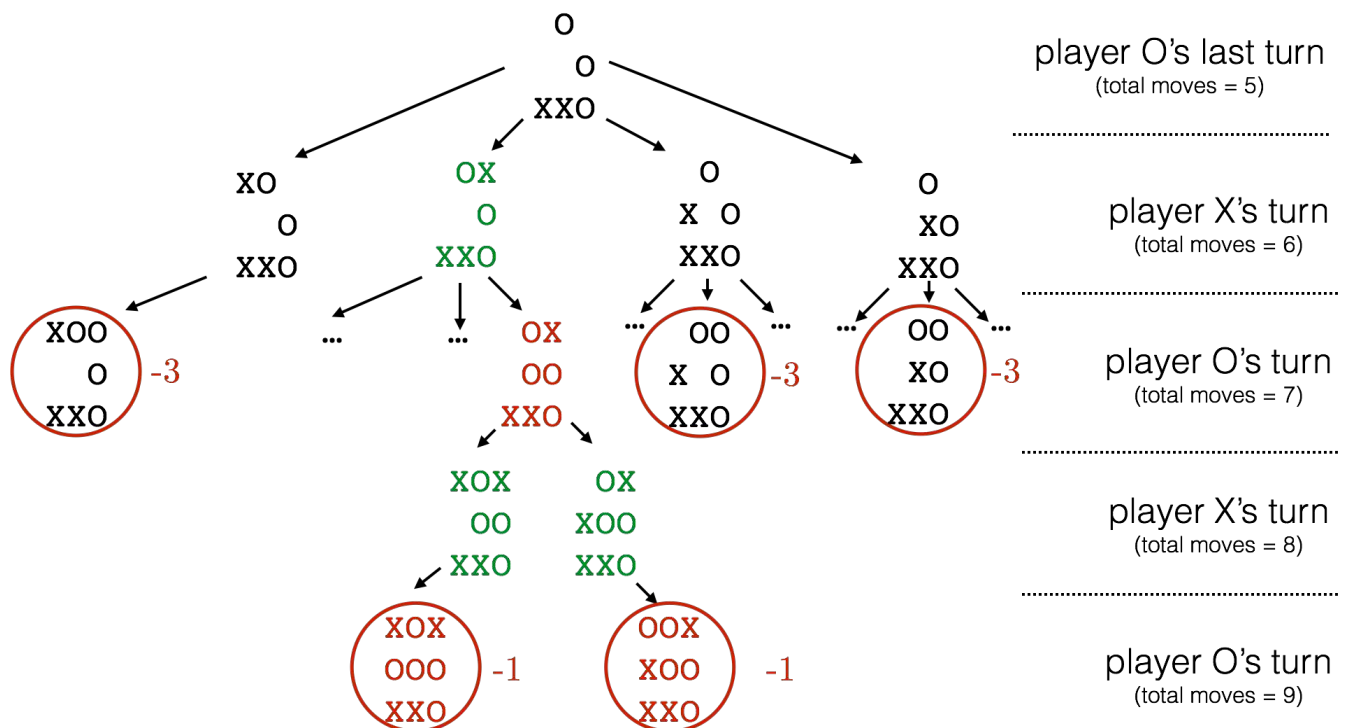 O
O
XXO
player O's last turn
(total moves = 5)
XO
O
XXO
OX
O
XXO
O
X O
XXO
O
XO
XXO
player X's turn
(total moves = 6)
XOO
O
XXO
-3
...
...
OX
OO
XXO
...
OO
X O
XXO
-3
...
...
OO
XO
XXO
-3
...
player O's turn
(total moves = 7)
XOX
OO
XXO
OX
XOO
XXO
player X's turn
(total moves = 8)
XOX
OOO
XXO
-1
OOX
XOO
XXO
-1
player O's turn
(total moves = 9)